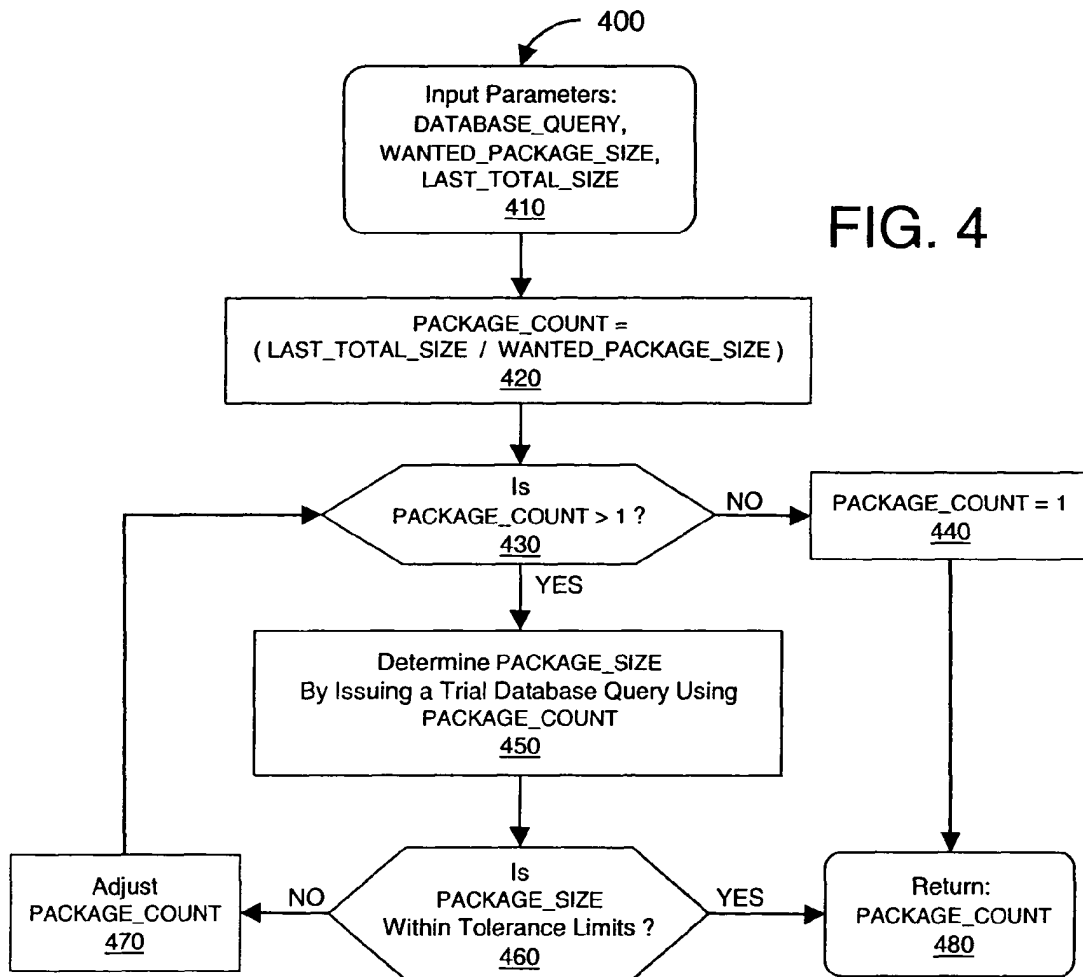 400
Input Parameters:
DATABASE_QUERY,
WANTED_PACKAGE_SIZE,
LAST_TOTAL_SIZE
410
FIG. 4
PACKAGE_COUNT =
( LAST_TOTAL_SIZE / WANTED_PACKAGE_SIZE )
420
Is
PACKAGE_COUNT > 1 ?
430
NO
PACKAGE_COUNT = 1
440
YES
Determine PACKAGE_SIZE
By Issuing a Trial Database Query Using
PACKAGE_COUNT
450
Adjust
PACKAGE_COUNT
470
NO
Is
PACKAGE_SIZE
Within Tolerance Limits ?
460
YES
Return:
PACKAGE_COUNT
480